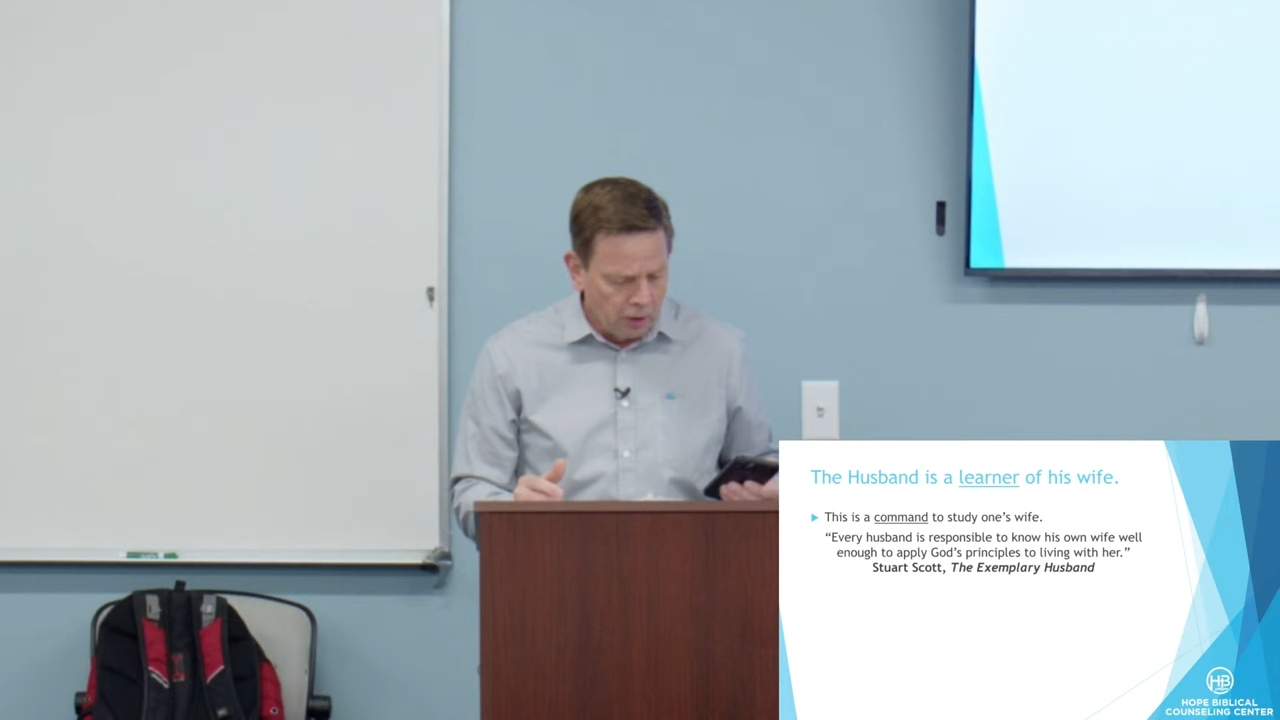 The Husband is a learner of his wife.
This is a command to study one’s wife.
“Every husband is responsible to know his own wife well
enough to apply God’s principles to living with her.”
Stuart Scott, The Exemplary Husband
HB
HOPE BIBLICAL
COUNSELING CENTER